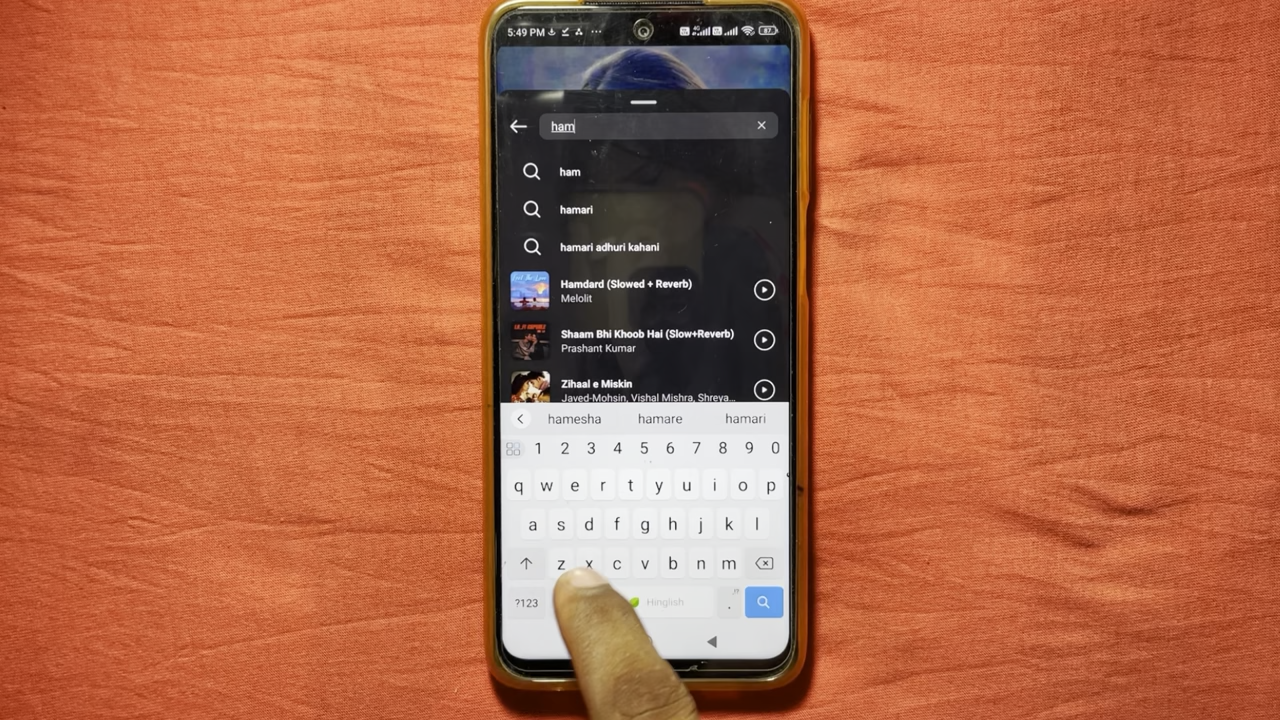 5:49 PM 4G 87
ham
ham
hamari
hamari adhuri kahani
Hamdard (Slowed + Reverb)
Melolit
Shaam Bhi Khoob Hai (Slow+Reverb)
Prashant Kumar
Zihaal e Miskin
Javed-Mohsin, Vishal Mishra, Shreya...
hamesha hamare hamari
1 2 3 4 5 6 7 8 9 0
q w e r t y u i o p
a s d f g h j k l
z x c v b n m
?123 Hinglish .